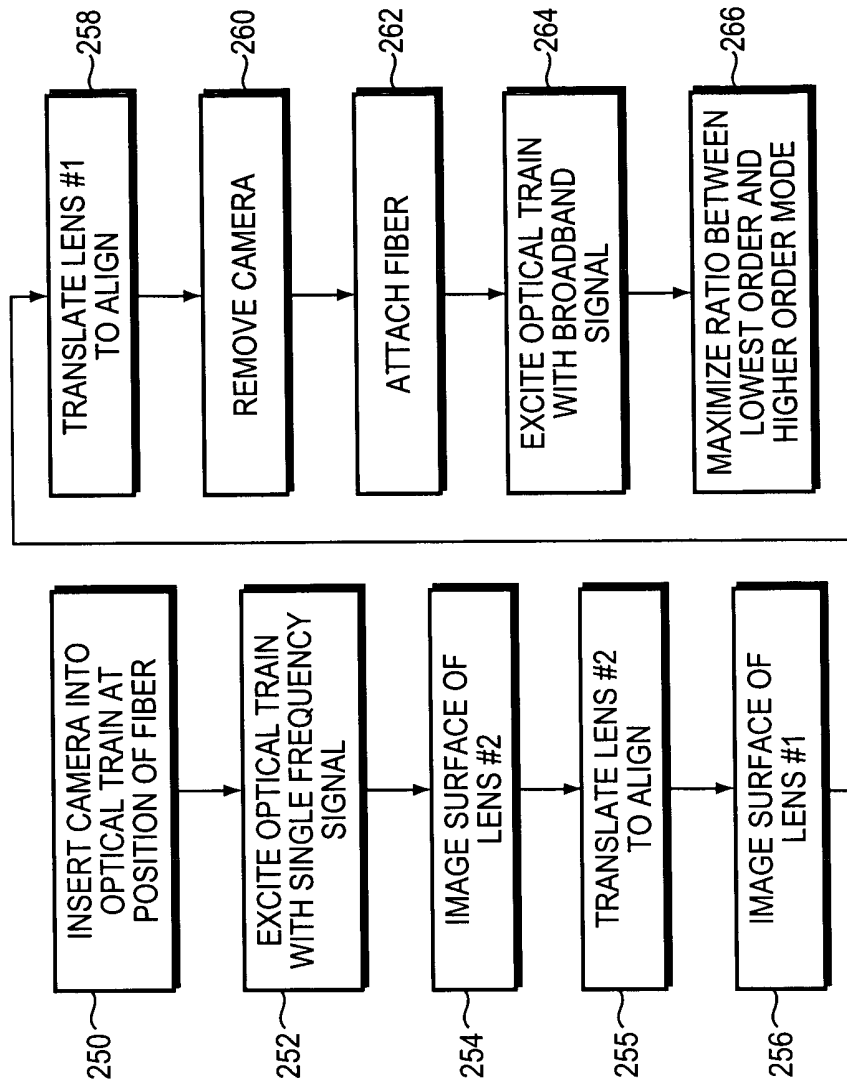 INSERT CAMERA INTO
OPTICAL TRAIN AT
POSITION OF FIBER
250
EXCITE OPTICAL TRAIN
WITH SINGLE FREQUENCY
SIGNAL
252
IMAGE SURFACE OF
LENS #2
254
TRANSLATE LENS #2
TO ALIGN
255
IMAGE SURFACE OF
LENS #1
256
TRANSLATE LENS #1
TO ALIGN
258
REMOVE CAMERA
260
ATTACH FIBER
262
EXCITE OPTICAL TRAIN
WITH BROADBAND
SIGNAL
264
MAXIMIZE RATIO BETWEEN
LOWEST ORDER AND
HIGHER ORDER MODE
266